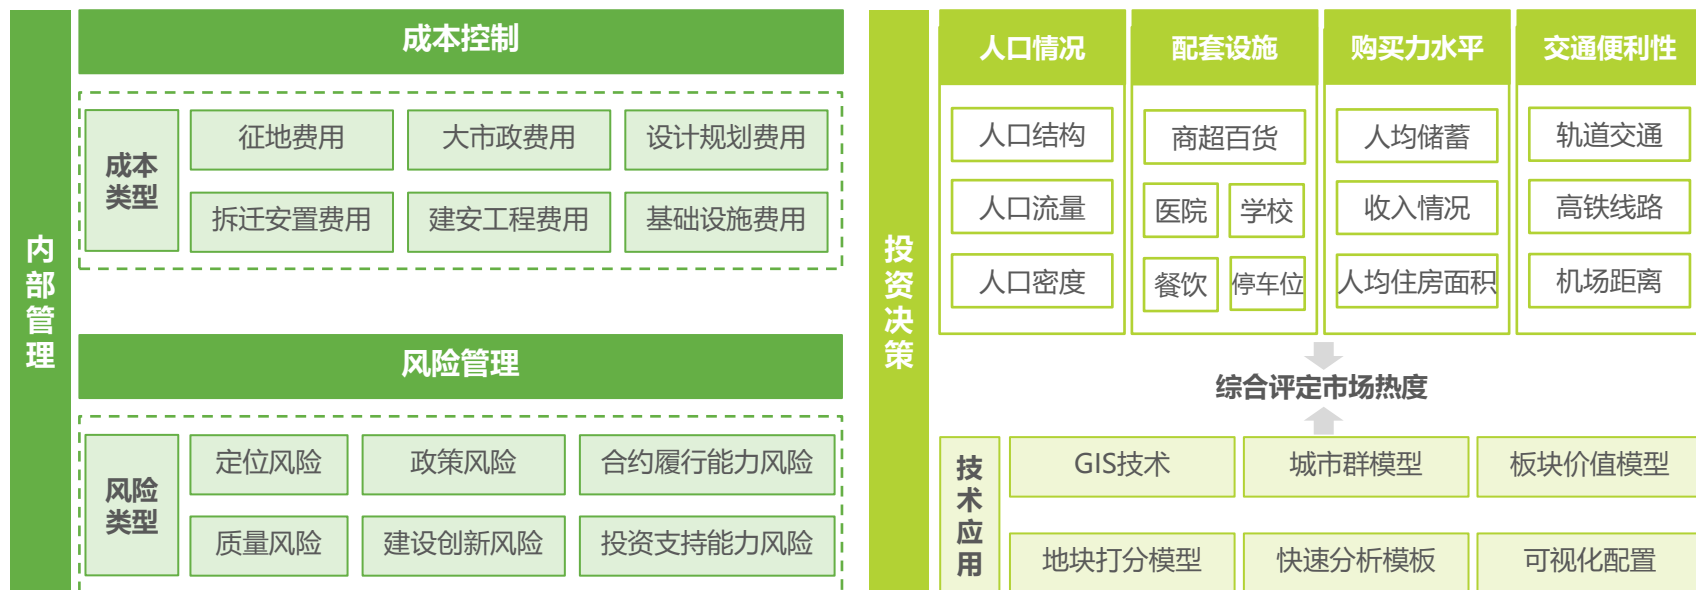 内部管理
成本控制
成本类型
征地费用
大市政费用
设计规划费用
拆迁安置费用
建安工程费用
基础设施费用
风险管理
风险类型
定位风险
政策风险
合约履行能力风险
质量风险
建设创新风险
投资支持能力风险
投资决策
人口情况
人口结构
人口流量
人口密度
配套设施
商超百货
医院
学校
餐饮
停车位
购买力水平
人均储蓄
收入情况
人均住房面积
交通便利性
轨道交通
高铁线路
机场距离
综合评定市场热度
技术应用
GIS技术
城市群模型
板块价值模型
地块打分模型
快速分析模板
可视化配置